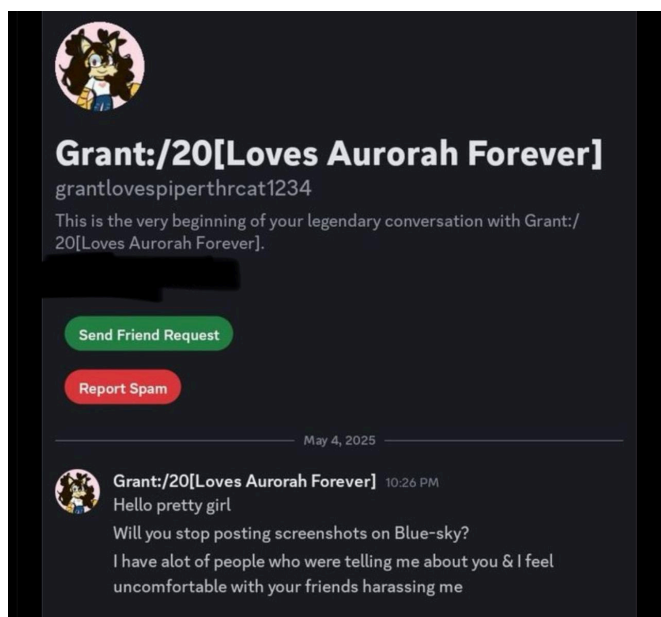 Grant:/20[Loves Aurorah Forever]
grantlovespiperthrcat1234
This is the very beginning of your legendary conversation with Grant:/
20[Loves Aurorah Forever].
Send Friend Request
Report Spam
May 4, 2025
Grant:/20[Loves Aurorah Forever] 10:26 PM
Hello pretty girl
Will you stop posting screenshots on Blue-sky?
I have alot of people who were telling me about you & I feel
uncomfortable with your friends harassing me